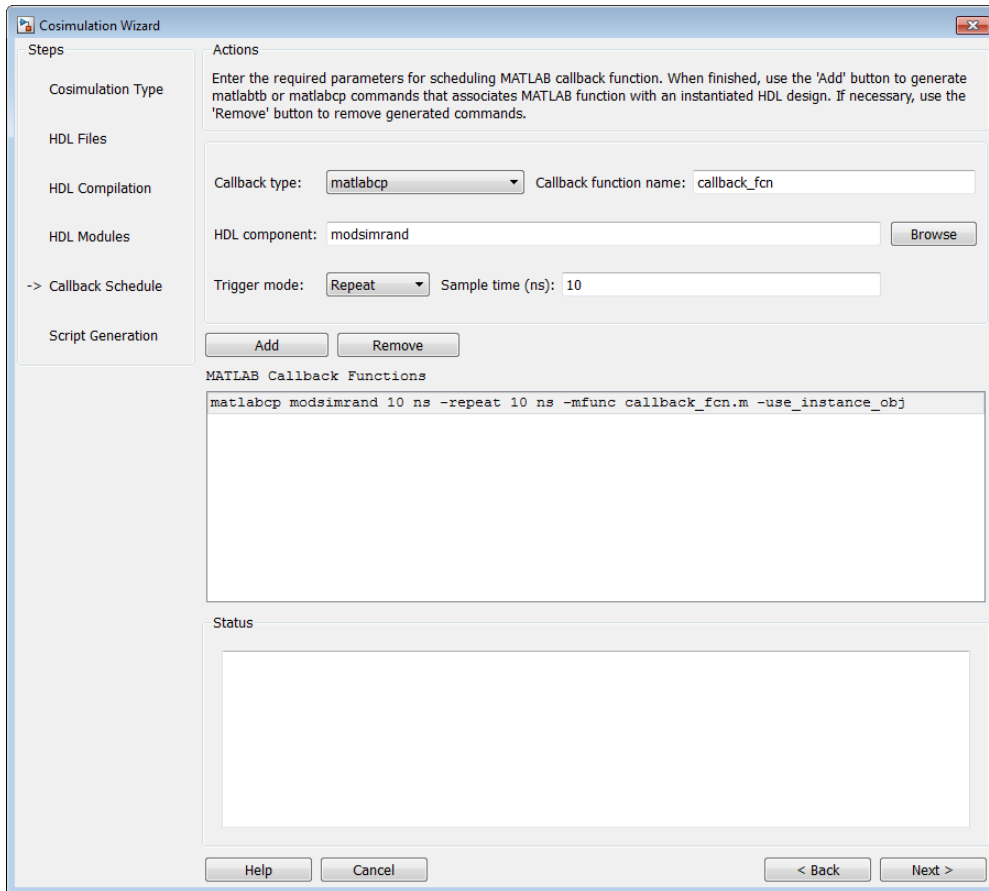 Cosimulation Wizard
Steps
Cosimulation Type
HDL Files
HDL Compilation
HDL Modules
-> Callback Schedule
Script Generation
Actions
Enter the required parameters for scheduling MATLAB callback function. When finished, use the 'Add' button to generate
matlabtb or matlabcp commands that associates MATLAB function with an instantiated HDL design. If necessary, use the
'Remove' button to remove generated commands.
Callback type: matlabcp Callback function name: callback_fcn
HDL component: modsimrand Browse
Trigger mode: Repeat Sample time (ns): 10
Add Remove
MATLAB Callback Functions
matlabcp modsimrand 10 ns -repeat 10 ns -mfunc callback_fcn.m -use_instance_obj
Status
Help Cancel < Back Next >